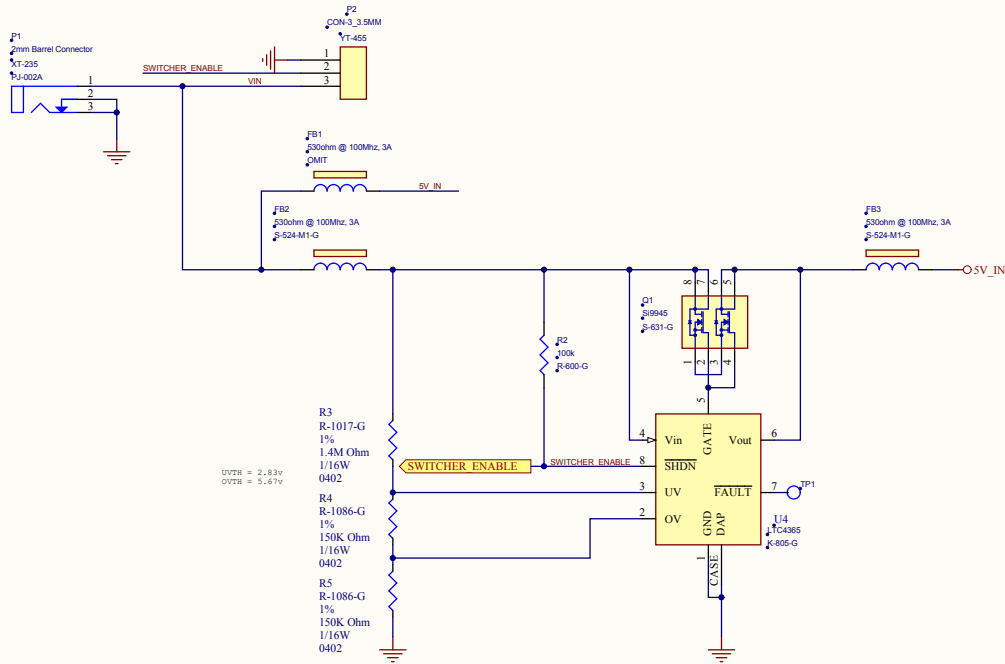 P2
CON-3_3.5MM
YT-455
P1
2mm Barrel Connector
XT-235
PJ-002A
1
2
3
SWITCHER_ENABLE
VIN
1
2
3
FB1
530ohm @ 100Mhz, 3A
OMIT
5V_IN
FB2
530ohm @ 100Mhz, 3A
S-524-M1-G
FB3
530ohm @ 100Mhz, 3A
S-524-M1-G
5V_IN
8
7
6
5
Q1
Si9945
S-631-G
1
2
3
4
R2
100k
R-600-G
R3
R-1017-G
1%
1.4M Ohm
1/16W
0402
SWITCHER_ENABLE
SWITCHER_ENABLE
UVTH = 2.83v
OVTH = 5.67v
R4
R-1086-G
1%
150K Ohm
1/16W
0402
R5
R-1086-G
1%
150K Ohm
1/16W
0402
5
4
Vin
GATE
Vout
6
8
SHDN
3
UV
FAULT
7
TP1
2
OV
GND
DAP
U4
LTC4365
K-805-G
1
CASE